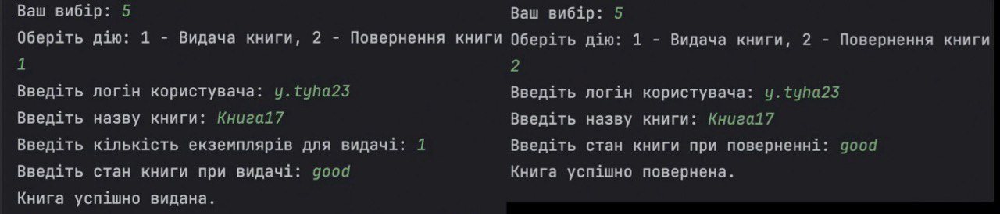 Ваш вибір: 5
Оберіть дію: 1 - Видача книги, 2 - Повернення книги
1
Введіть логін користувача: y.tyha23
Введіть назву книги: Книга17
Введіть кількість екземплярів для видачі: 1
Введіть стан книги при видачі: good
Книга успішно видана.
Ваш вибір: 5
Оберіть дію: 1 - Видача книги, 2 - Повернення книги
2
Введіть логін користувача: y.tyha23
Введіть назву книги: Книга17
Введіть стан книги при поверненні: good
Книга успішно повернена.